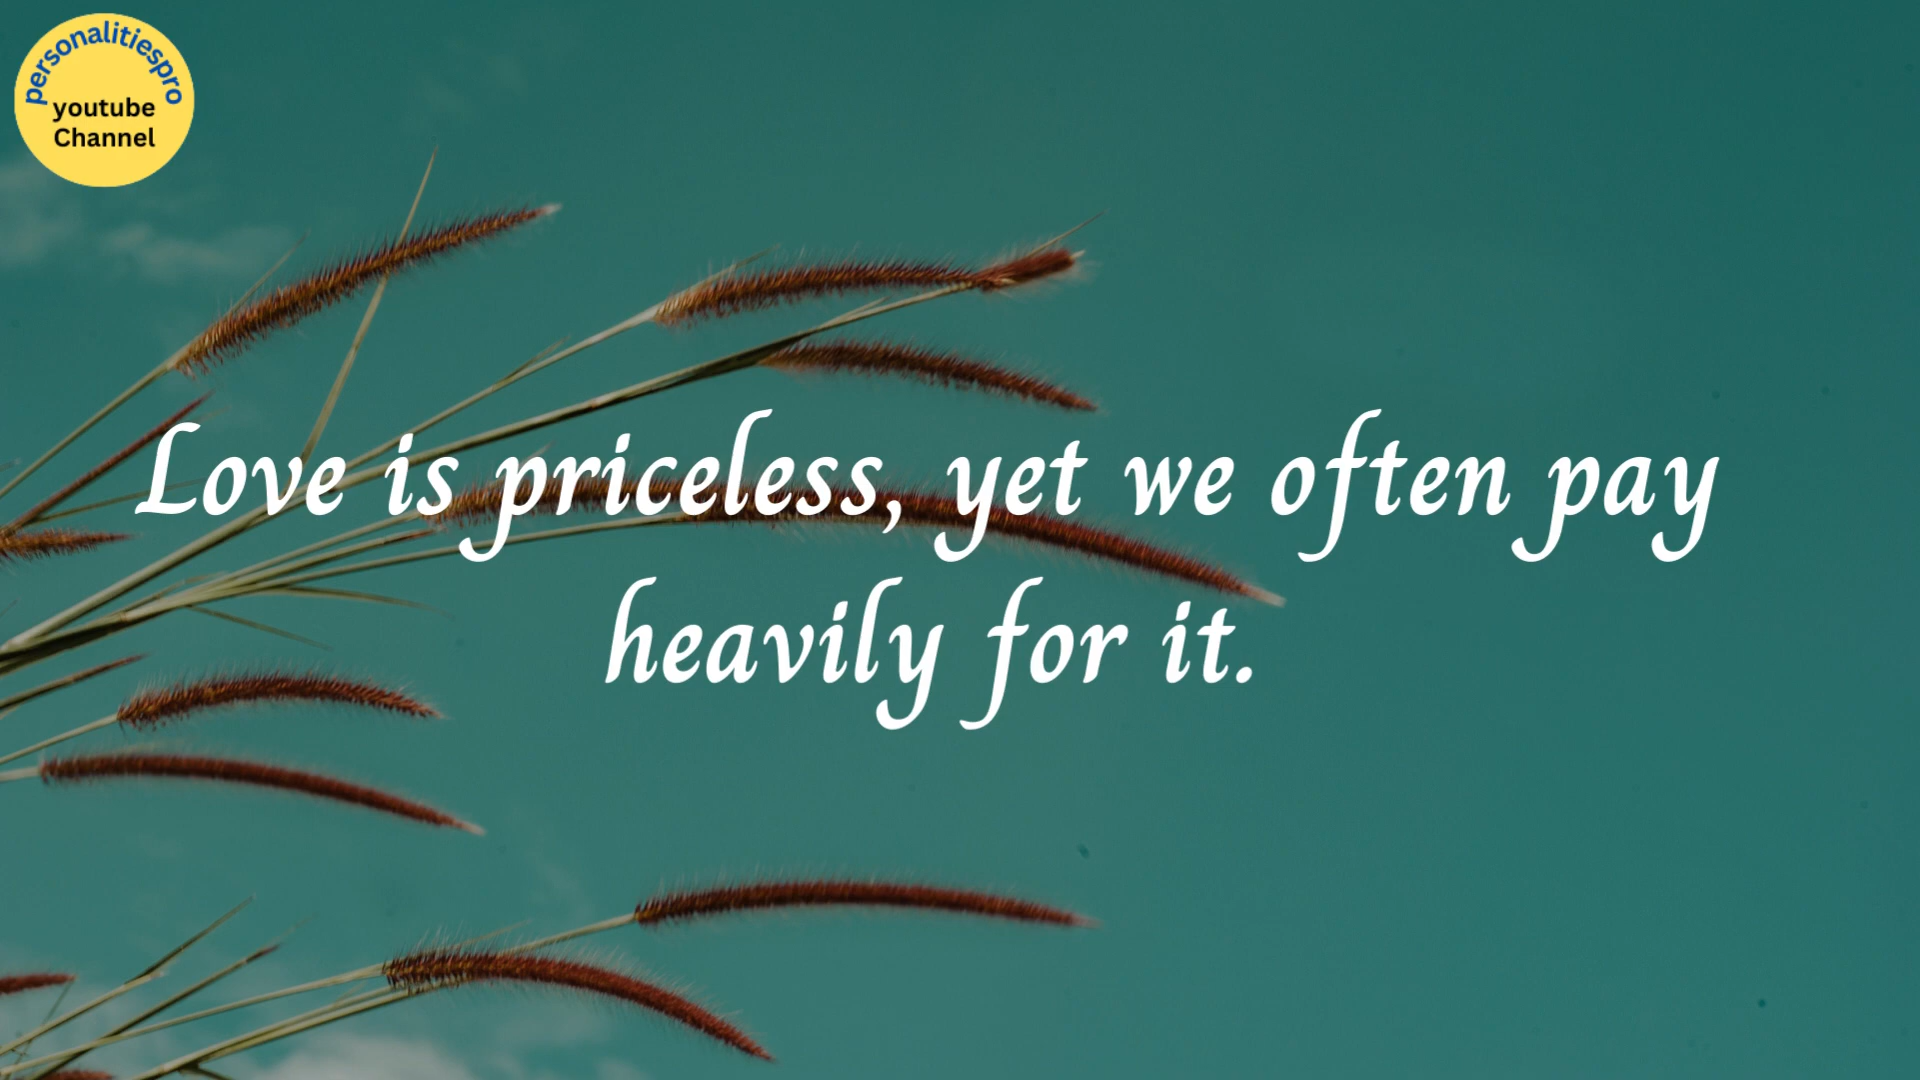 personalitiespro
youtube
Channel
Love is priceless, yet we often pay
heavily for it.